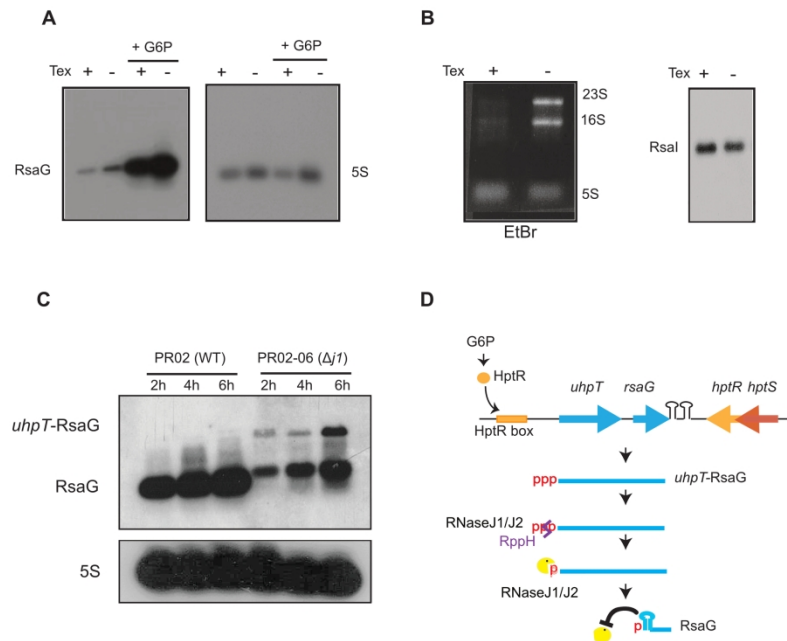 A
+ G6P
+ G6P
Tex + - + -
+ - + -
RsaG
5S
B
Tex + -
23S
16S
5S
EtBr
Tex + -
RsaI
C
PR02 (WT)
PR02-06 (Δj1)
2h 4h 6h 2h 4h 6h
uhpT-RsaG
RsaG
5S
D
G6P
HptR
uhpT rsaG hptR hptS
HptR box
ppp
uhpT-RsaG
RNaseJ1/J2 ppp
RppH
p
RNaseJ1/J2
p
RsaG